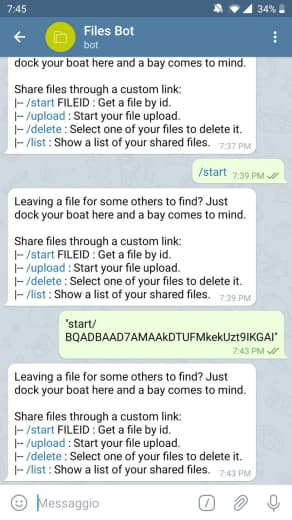 7:45
34%
Files Bot
bot
dock your boat here and a bay comes to mind.
Share files through a custom link:
|-- /start FILEID : Get a file by id.
|-- /upload : Start your file upload.
|-- /delete : Select one of your files to delete it.
|-- /list : Show a list of your shared files. 7:37 PM
/start 7:39 PM
Leaving a file for some others to find? Just
dock your boat here and a bay comes to mind.
Share files through a custom link:
|-- /start FILEID : Get a file by id.
|-- /upload : Start your file upload.
|-- /delete : Select one of your files to delete it.
|-- /list : Show a list of your shared files. 7:39 PM
"start/
BQADBAAD7AMAAkDTUFMkekUzt9IKGAI"
7:43 PM
Leaving a file for some others to find? Just
dock your boat here and a bay comes to mind.
Share files through a custom link:
|-- /start FILEID : Get a file by id.
|-- /upload : Start your file upload.
|-- /delete : Select one of your files to delete it.
|-- /list : Show a list of your shared files. 7:43 PM
Messaggio